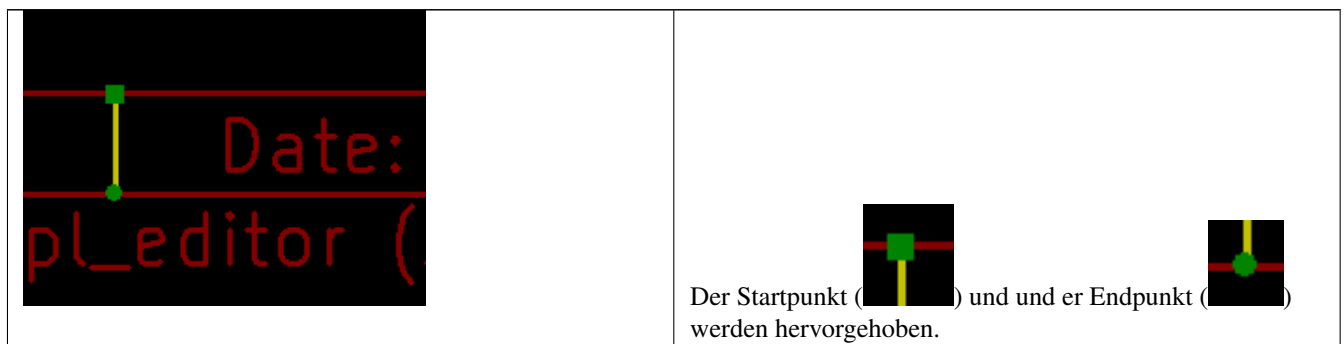 Date:
pl_editor (
Der Startpunkt ( ) und und er Endpunkt ( )
werden hervorgehoben.